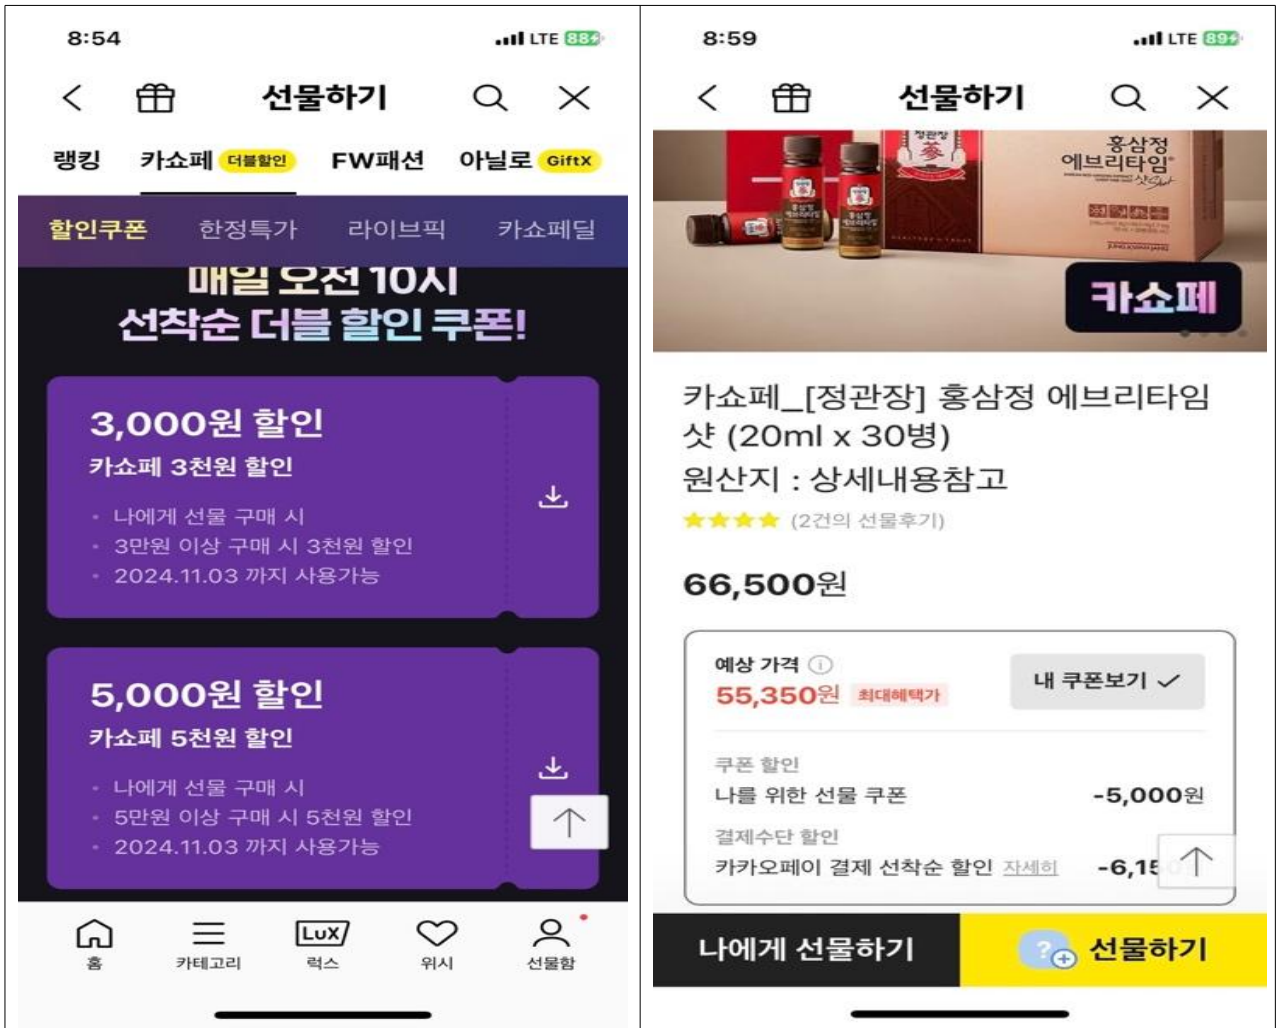 8:54
LTE 88
선물하기
랭킹 카쇼페 더블할인 FW패션 아닐로 GiftX
할인쿠폰 한정특가 라이브픽 카쇼페딜
매일 오전 10시
선착순 더블 할인 쿠폰!
3,000원 할인
카쇼페 3천원 할인
• 나에게 선물 구매 시
• 3만원 이상 구매 시 3천원 할인
• 2024.11.03 까지 사용가능
5,000원 할인
카쇼페 5천원 할인
• 나에게 선물 구매 시
• 5만원 이상 구매 시 5천원 할인
• 2024.11.03 까지 사용가능
LUX
홈 카테고리 럭스 위시 선물함
8:59
LTE 89
선물하기
정관장
蔘
홍삼정
에브리타임
카쇼페
카쇼페_[정관장] 홍삼정 에브리타임
샷 (20ml x 30병)
원산지 : 상세내용참고
(2건의 선물후기)
66,500원
예상 가격
55,350원 최대혜택가
내 쿠폰보기
쿠폰 할인
나를 위한 선물 쿠폰 -5,000원
결제수단 할인
카카오페이 결제 선착순 할인 자세히 -6,15
나에게 선물하기
선물하기